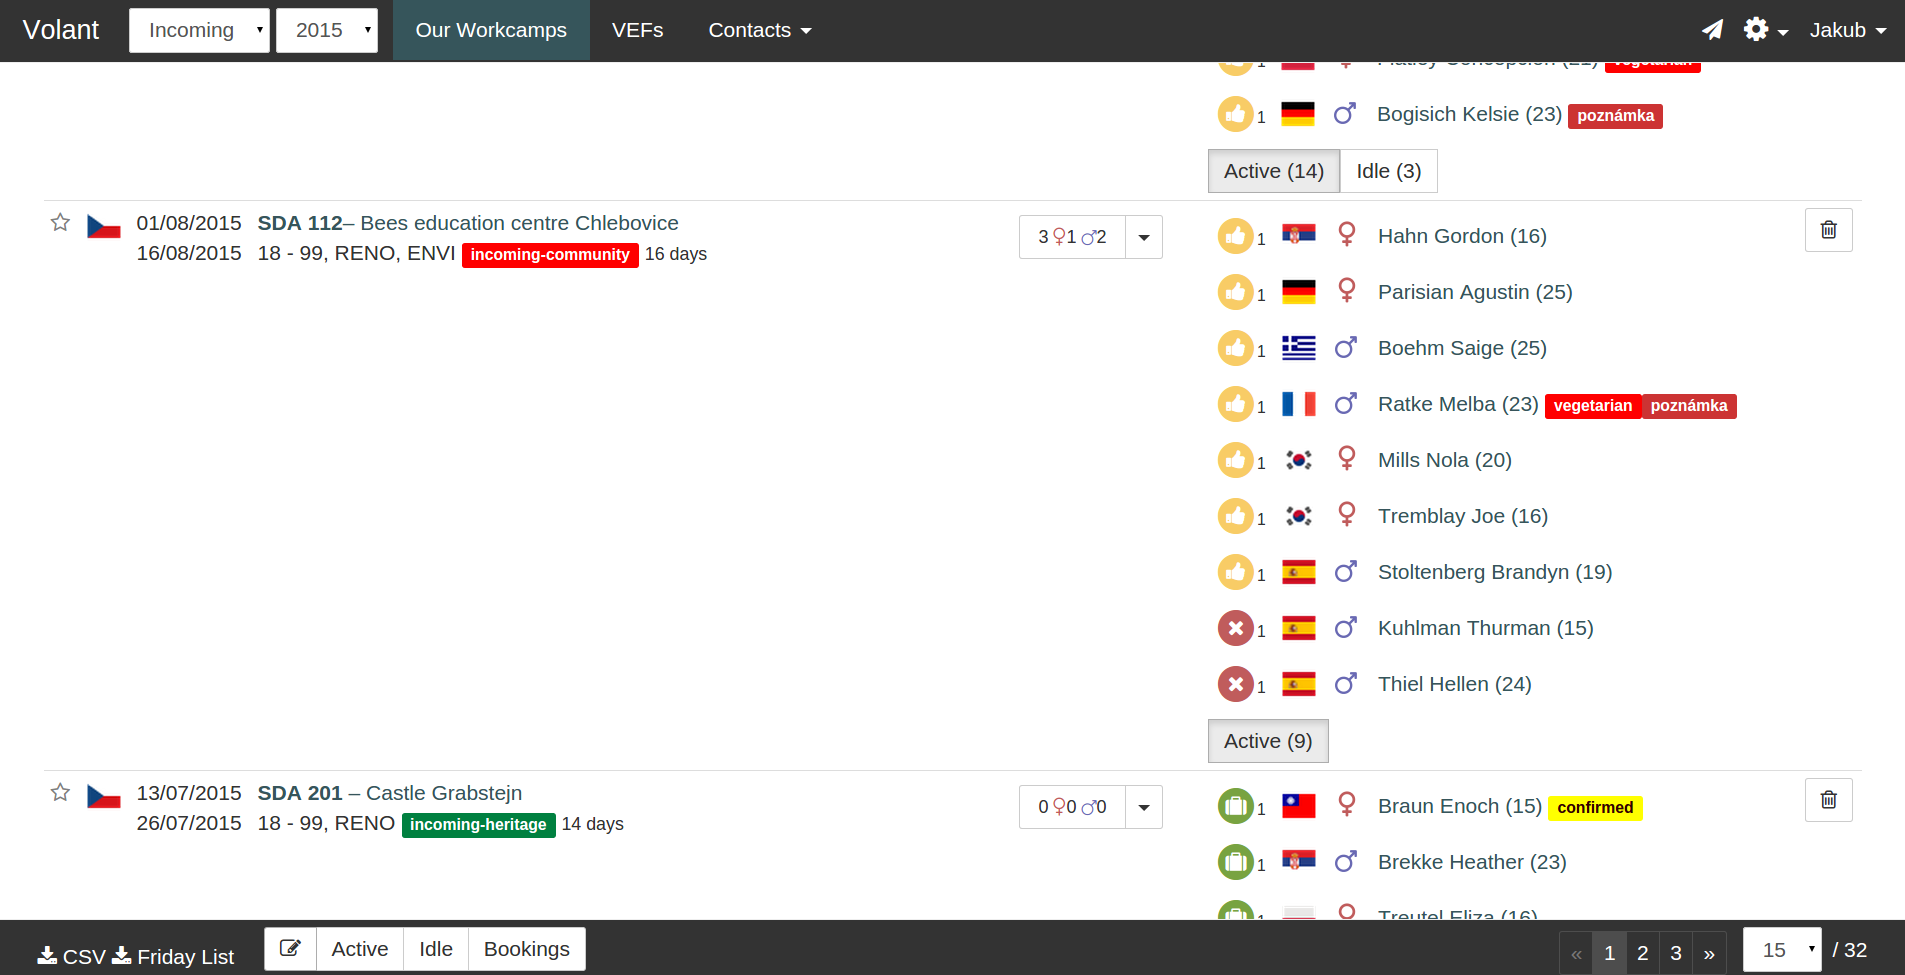 Volant Incoming 2015 Our Workcamps VEFs Contacts Jakub
1
1 Bogisich Kelsie (23) poznámka
Active (14) Idle (3)
01/08/2015 SDA 112– Bees education centre Chlebovice
16/08/2015 18 - 99, RENO, ENVI incoming-community 16 days
3 1 2
1 Hahn Gordon (16)
1 Parisian Agustin (25)
1 Boehm Saige (25)
1 Ratke Melba (23) vegetarian poznámka
1 Mills Nola (20)
1 Tremblay Joe (16)
1 Stoltenberg Brandyn (19)
1 Kuhlman Thurman (15)
1 Thiel Hellen (24)
Active (9)
13/07/2015 SDA 201 – Castle Grabstejn
26/07/2015 18 - 99, RENO incoming-heritage 14 days
0 0 0
1 Braun Enoch (15) confirmed
1 Brekke Heather (23)
1 Treutel Eliza (16)
CSV Friday List Active Idle Bookings « 1 2 3 » 15 / 32